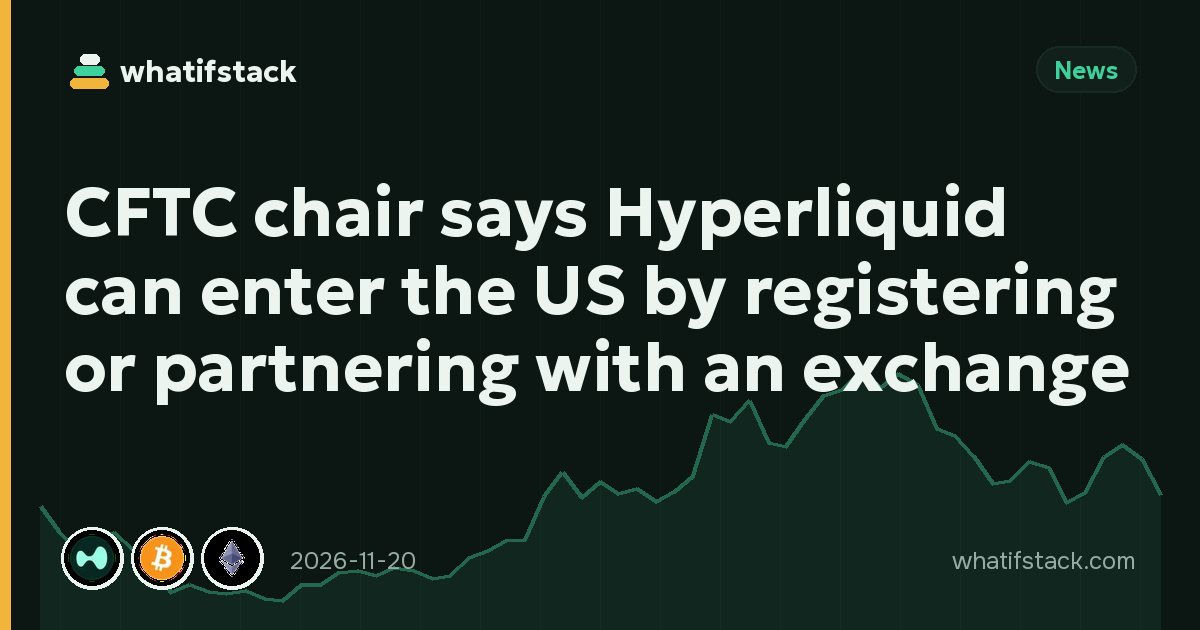 whatifstack
News
CFTC chair says Hyperliquid
can enter the US by registering
or partnering with an exchange
2026-11-20
whatifstack.com